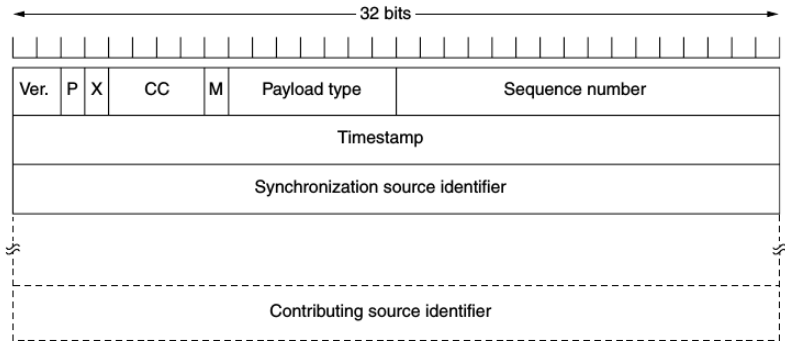 32 bits
Ver. P X CC M Payload type Sequence number
Timestamp
Synchronization source identifier
Contributing source identifier